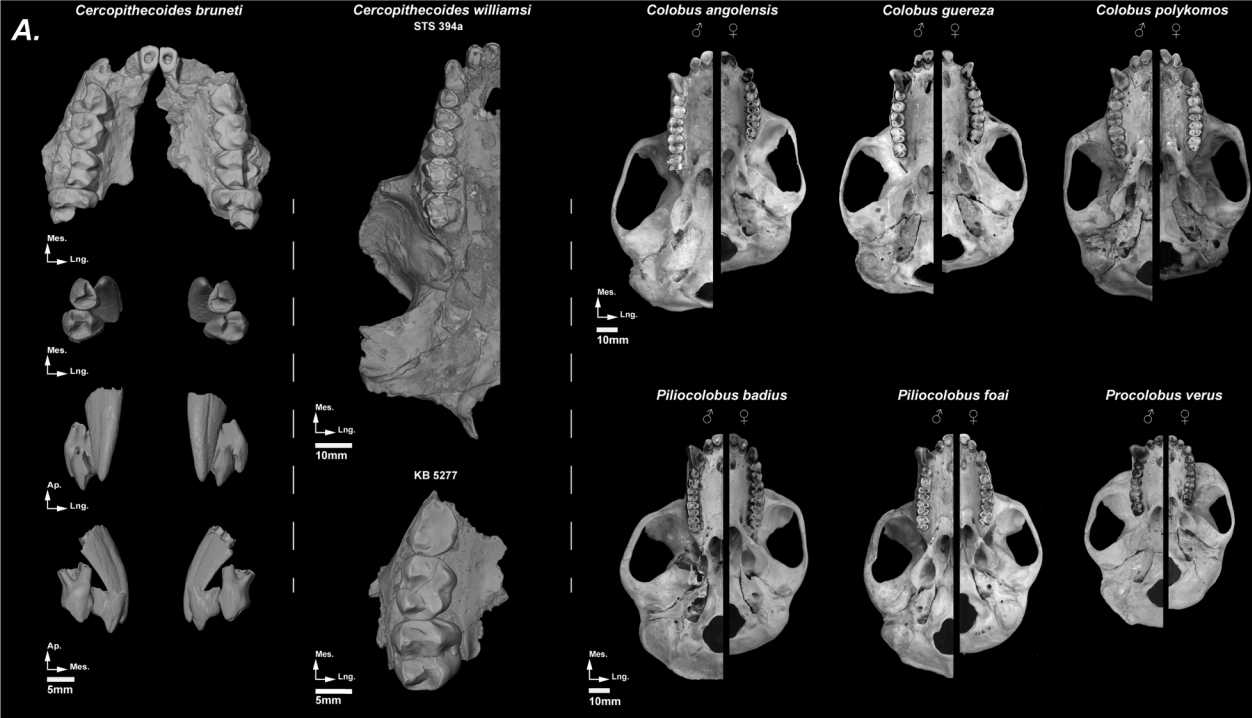 A.
Cercopithecoides bruneti
Mes.
Lng.
Mes.
Lng.
Ap.
Lng.
Ap.
Mes.
5mm
Cercopithecoides williamsi
STS 394a
Mes.
Lng.
10mm
KB 5277
Mes.
Lng.
5mm
Colobus angolensis
♂ ♀
Colobus guereza
♂ ♀
Colobus polykomos
♂ ♀
Mes.
Lng.
10mm
Piliocolobus badius
♂ ♀
Piliocolobus foai
♂ ♀
Procolobus verus
♂ ♀
Mes.
Lng.
10mm